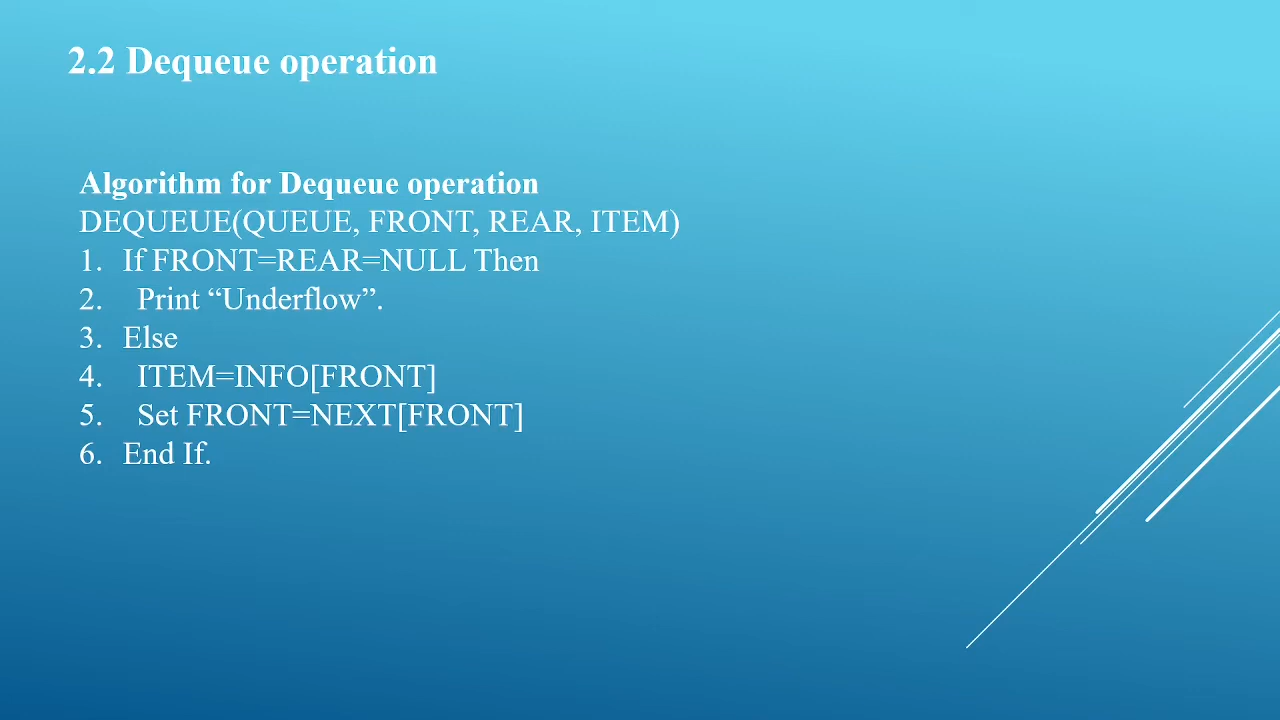 2.2 Dequeue operation
Algorithm for Dequeue operation
DEQUEUE(QUEUE, FRONT, REAR, ITEM)
1. If FRONT=REAR=NULL Then
2. Print “Underflow”.
3. Else
4. ITEM=INFO[FRONT]
5. Set FRONT=NEXT[FRONT]
6. End If.